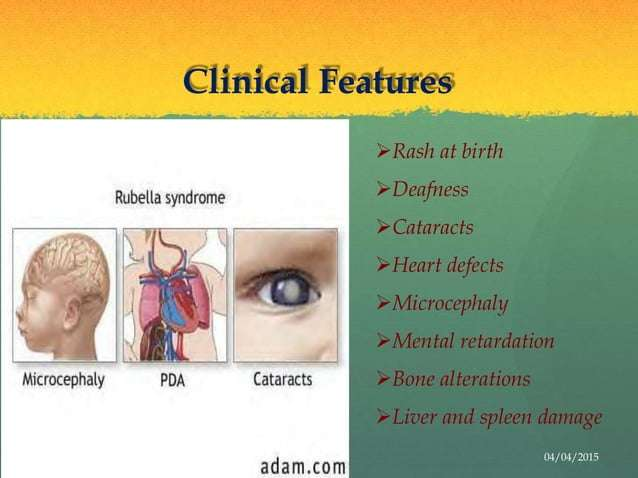 Clinical Features
Rubella syndrome
Microcephaly PDA Cataracts
adam.com
➢Rash at birth
➢Deafness
➢Cataracts
➢Heart defects
➢Microcephaly
➢Mental retardation
➢Bone alterations
➢Liver and spleen damage
04/04/2015